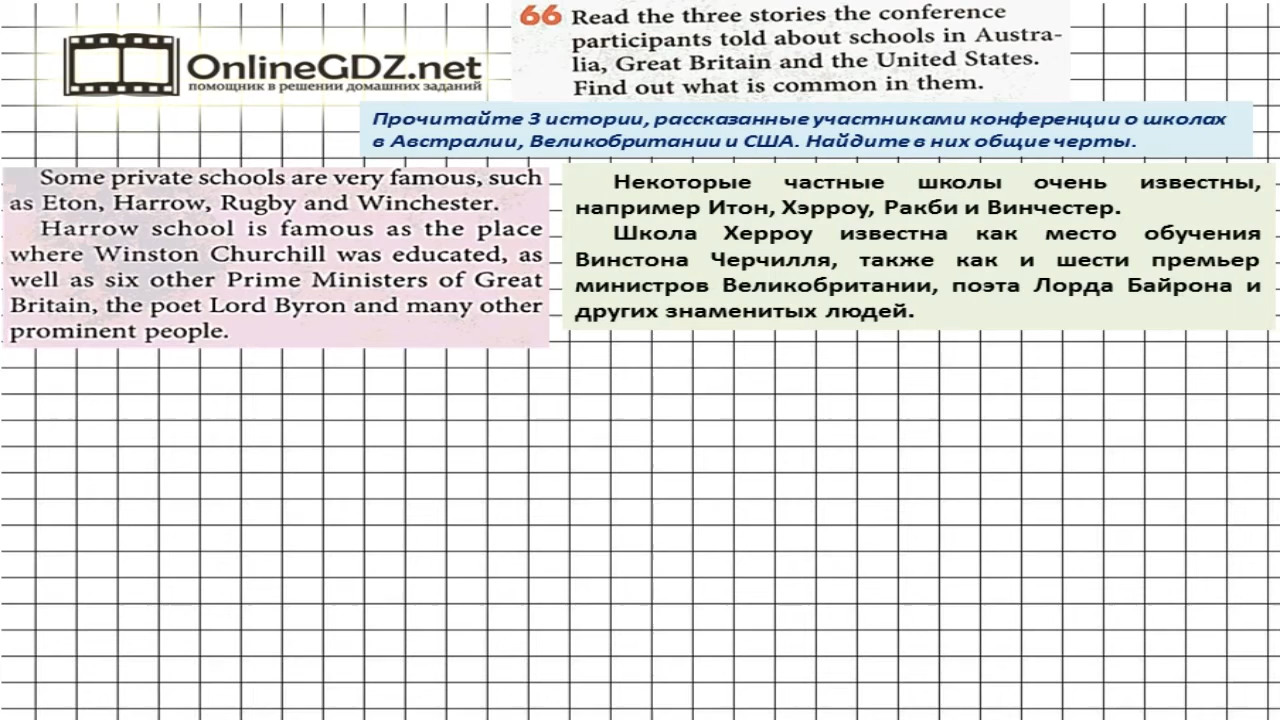 OnlineGDZ.net
помощник в решении домашних заданий
66 Read the three stories the conference
participants told about schools in Austra-
lia, Great Britain and the United States.
Find out what is common in them.
Прочитайте 3 истории, рассказанные участниками конференции о школах
в Австралии, Великобритании и США. Найдите в них общие черты.
Some private schools are very famous, such
as Eton, Harrow, Rugby and Winchester.
Harrow school is famous as the place
where Winston Churchill was educated, as
well as six other Prime Ministers of Great
Britain, the poet Lord Byron and many other
prominent people.
Некоторые частные школы очень известны,
например Итон, Хэрроу, Ракби и Винчестер.
Школа Херроу известна как место обучения
Винстона Черчилля, также как и шести премьер
министров Великобритании, поэта Лорда Байрона и
других знаменитых людей.